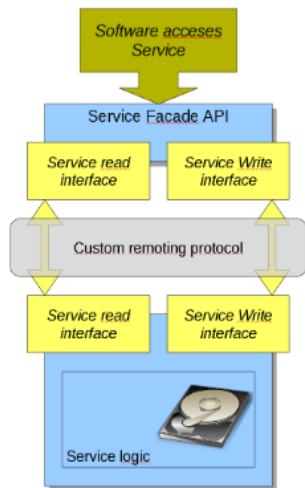 Software acceses
Service
Service Facade API
Service read
interface
Service Write
interface
Custom remoting protocol
Service read
interface
Service Write
interface
Service logic